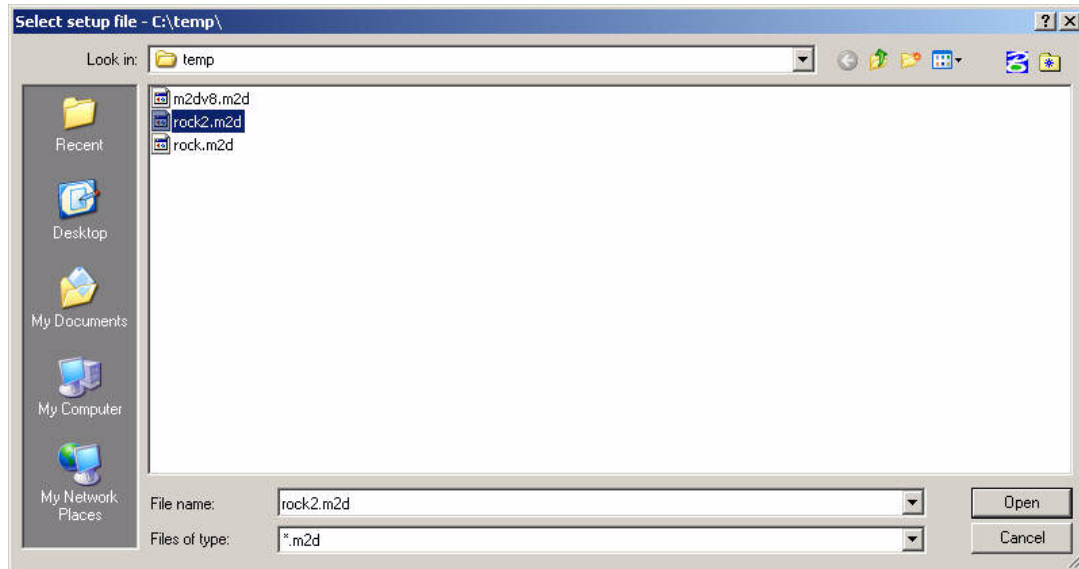 Select setup file - C:\temp\
Look in:
temp
m2dv8.m2d
rock2.m2d
rock.m2d
Recent
Desktop
My Documents
My Computer
My Network
Places
File name:
rock2.m2d
Open
Files of type:
*.m2d
Cancel